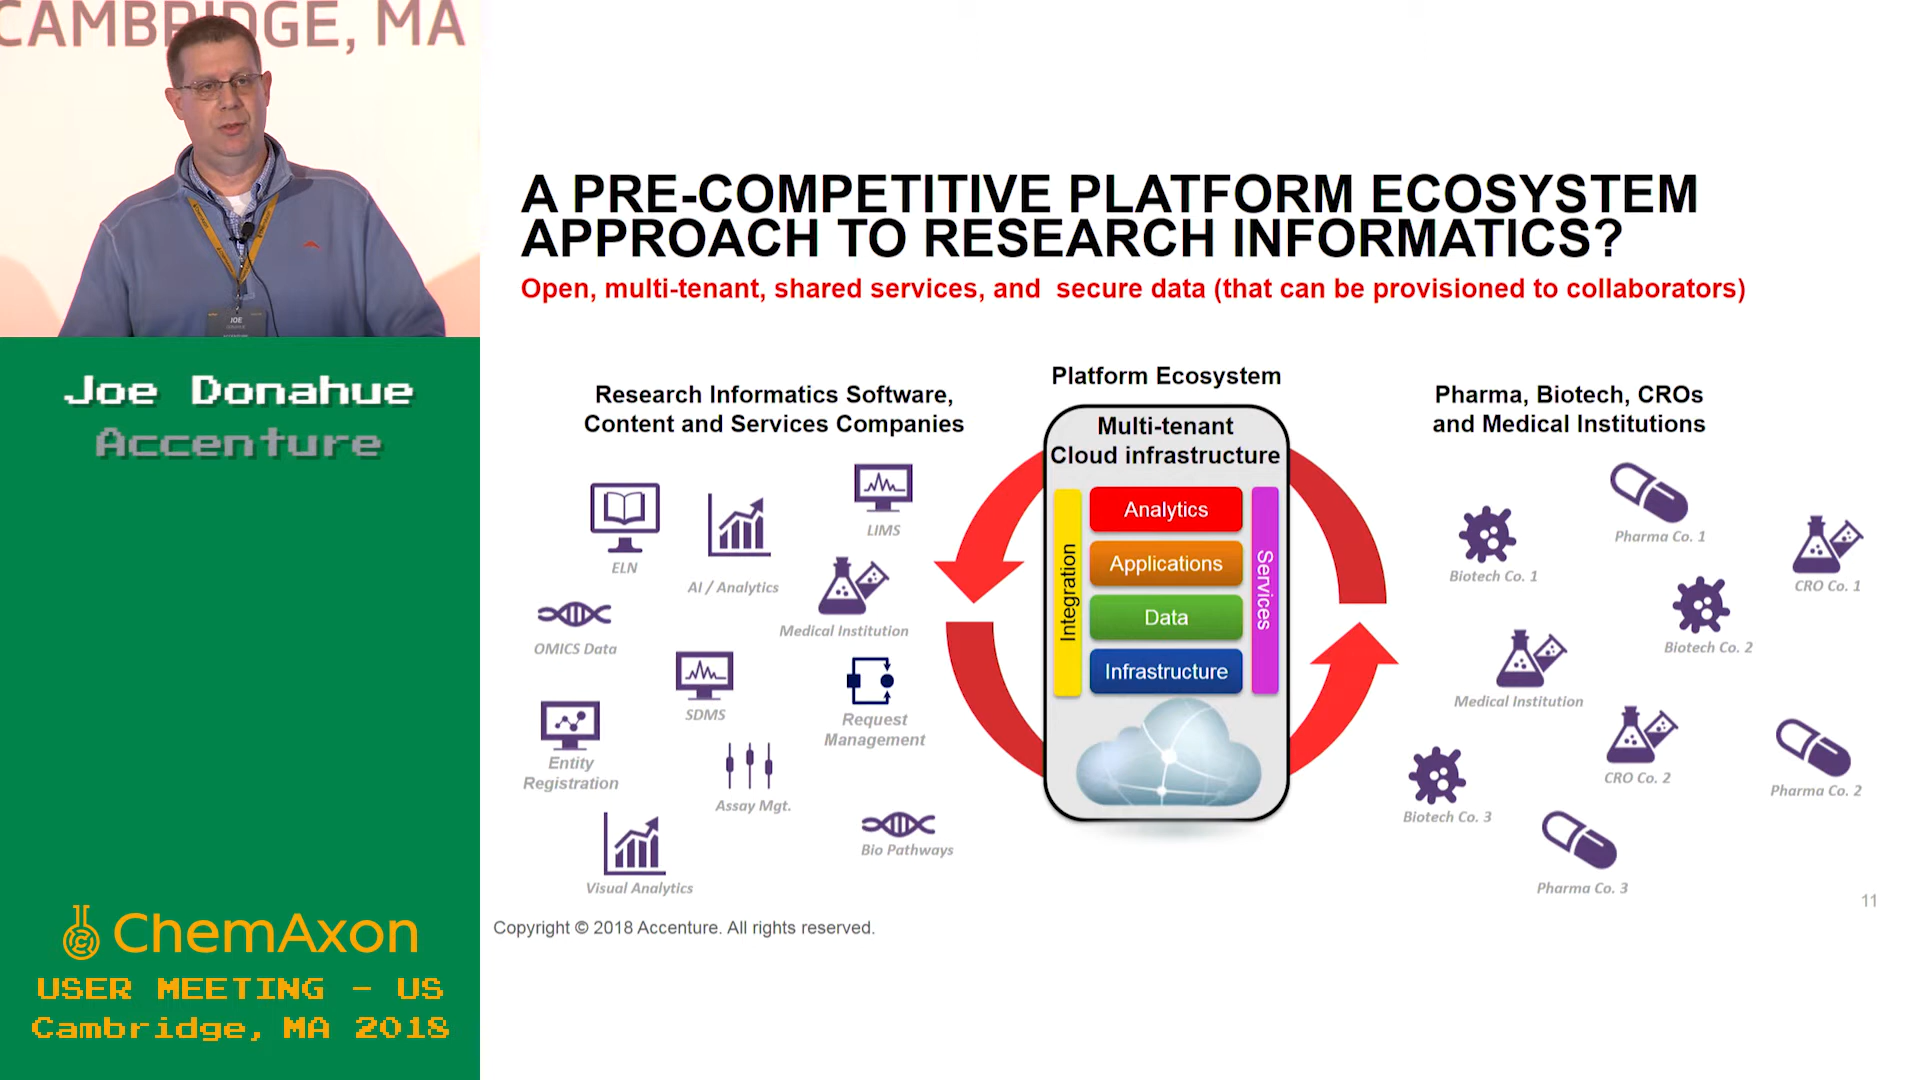 CAMBRIDGE, MA
JOE
Joe Donahue
Accenture
ChemAxon
USER MEETING - US
Cambridge, MA 2018
A PRE-COMPETITIVE PLATFORM ECOSYSTEM
APPROACH TO RESEARCH INFORMATICS?
Open, multi-tenant, shared services, and secure data (that can be provisioned to collaborators)
Research Informatics Software,
Content and Services Companies
ELN
AI / Analytics
LIMS
Medical Institution
OMICS Data
SDMS
Request
Management
Entity
Registration
Assay Mgt.
Bio Pathways
Visual Analytics
Platform Ecosystem
Multi-tenant
Cloud infrastructure
Integration
Analytics
Applications
Data
Infrastructure
Services
Pharma, Biotech, CROs
and Medical Institutions
Pharma Co. 1
Biotech Co. 1
CRO Co. 1
Biotech Co. 2
Medical Institution
CRO Co. 2
Pharma Co. 2
Biotech Co. 3
Pharma Co. 3
11
Copyright © 2018 Accenture. All rights reserved.